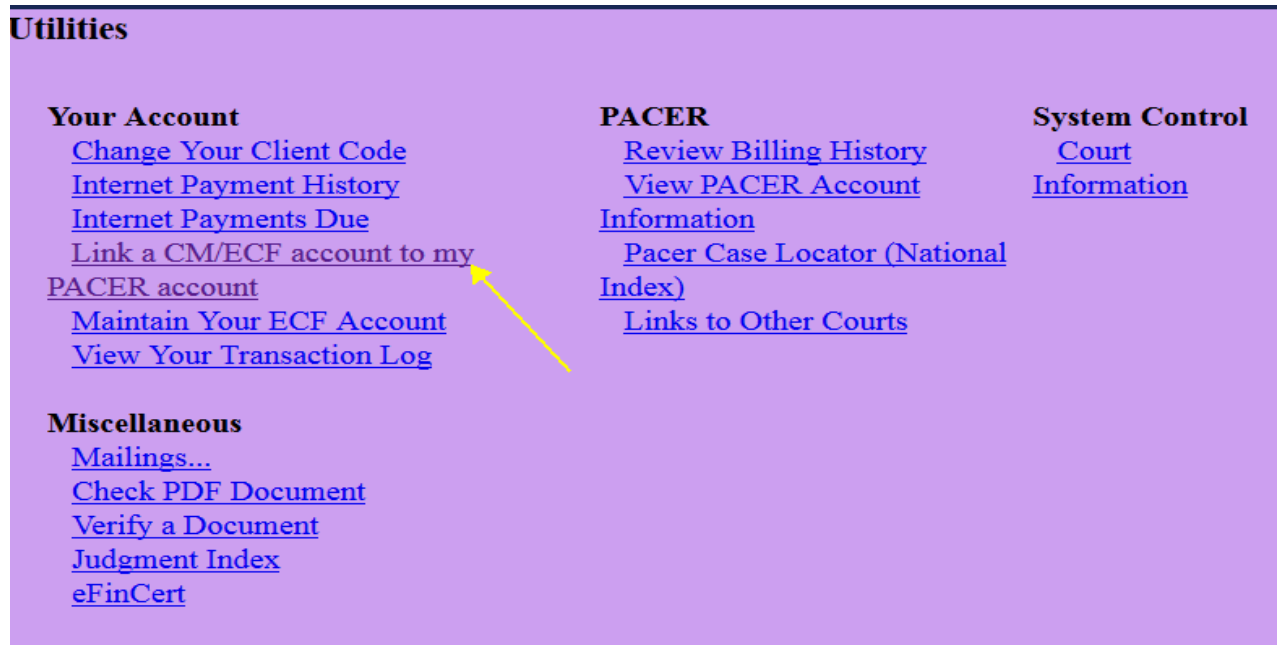 Utilities
Your Account
Change Your Client Code
Internet Payment History
Internet Payments Due
Link a CM/ECF account to my
PACER account
Maintain Your ECF Account
View Your Transaction Log
Miscellaneous
Mailings...
Check PDF Document
Verify a Document
Judgment Index
eFinCert
PACER
Review Billing History
View PACER Account
Information
Pacer Case Locator (National
Index)
Links to Other Courts
System Control
Court
Information